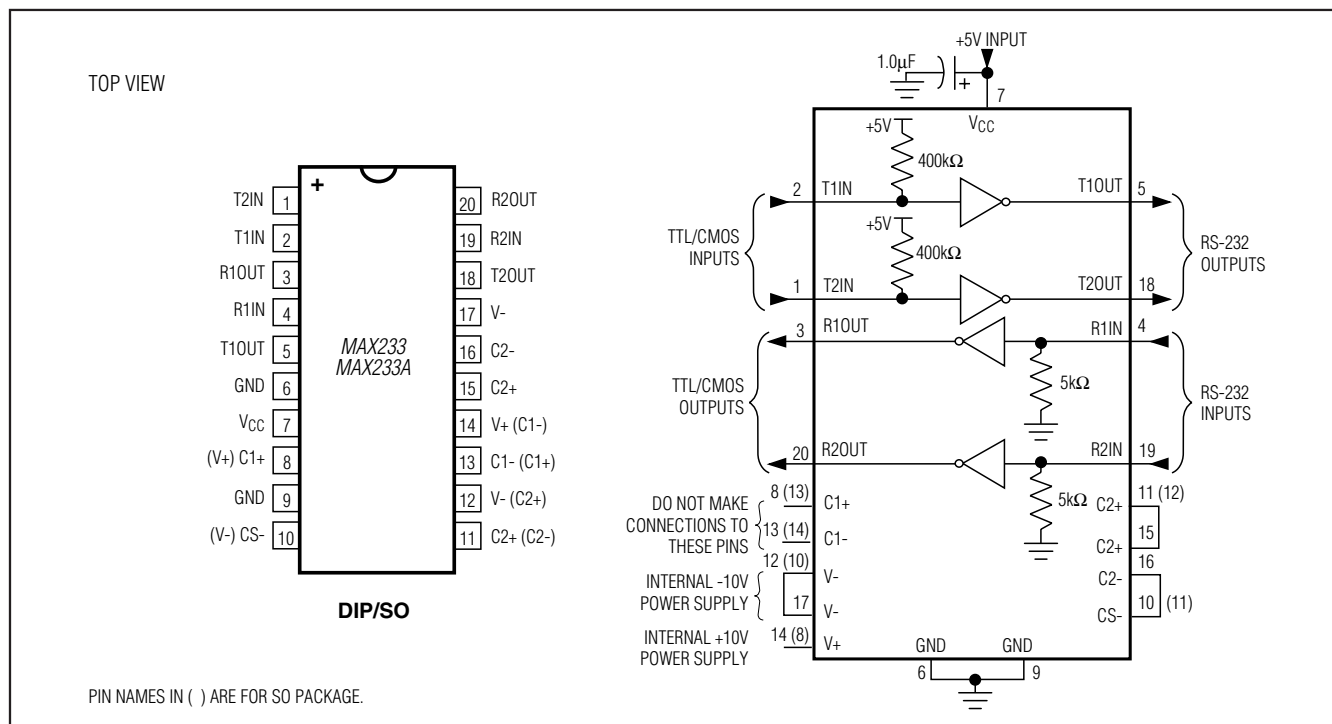 TOP VIEW
+
T2IN 1
T1IN 2
R1OUT 3
R1IN 4
T1OUT 5
GND 6
VCC 7
(V+) C1+ 8
GND 9
(V-) CS- 10
20 R2OUT
19 R2IN
18 T2OUT
17 V-
16 C2-
15 C2+
14 V+ (C1-)
13 C1- (C1+)
12 V- (C2+)
11 C2+ (C2-)
MAX233
MAX233A
DIP/SO
PIN NAMES IN ( ) ARE FOR SO PACKAGE.
+5V INPUT
1.0µF
+
7
VCC
+5V
400kΩ
2 T1IN
T1OUT 5
+5V
400kΩ
TTL/CMOS
INPUTS
RS-232
OUTPUTS
1 T2IN
T2OUT 18
3 R1OUT
R1IN 4
5kΩ
TTL/CMOS
OUTPUTS
RS-232
INPUTS
20 R2OUT
R2IN 19
5kΩ
DO NOT MAKE
CONNECTIONS TO
THESE PINS
8 (13) C1+
13 (14) C1-
INTERNAL -10V
POWER SUPPLY
12 (10) V-
17 V-
INTERNAL +10V
POWER SUPPLY
14 (8) V+
C2+ 11 (12)
C2+ 15
C2- 16
CS- 10 (11)
GND GND
6 9